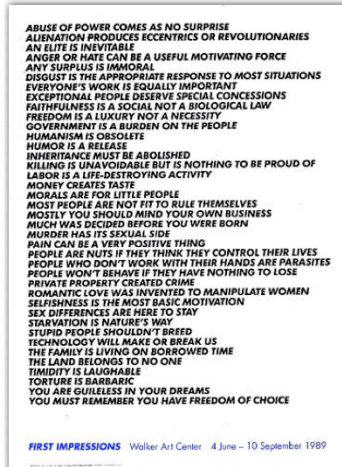 ABUSE OF POWER COMES AS NO SURPRISE
ALIENATION PRODUCES ECCENTRICS OR REVOLUTIONARIES
AN ELITE IS INEVITABLE
ANGER OR HATE CAN BE A USEFUL MOTIVATING FORCE
ANY SURPLUS IS IMMORAL
DISGUST IS THE APPROPRIATE RESPONSE TO MOST SITUATIONS
EVERYONE'S WORK IS EQUALLY IMPORTANT
EXCEPTIONAL PEOPLE DESERVE SPECIAL CONCESSIONS
FAITHFULNESS IS A SOCIAL NOT A BIOLOGICAL LAW
FREEDOM IS A LUXURY NOT A NECESSITY
GOVERNMENT IS A BURDEN ON THE PEOPLE
HUMANISM IS OBSOLETE
HUMOR IS A RELEASE
INHERITANCE MUST BE ABOLISHED
KILLING IS UNAVOIDABLE BUT IS NOTHING TO BE PROUD OF
LABOR IS A LIFE-DESTROYING ACTIVITY
MONEY CREATES TASTE
MORALS ARE FOR LITTLE PEOPLE
MOST PEOPLE ARE NOT FIT TO RULE THEMSELVES
MOSTLY YOU SHOULD MIND YOUR OWN BUSINESS
MUCH WAS DECIDED BEFORE YOU WERE BORN
MURDER HAS ITS SEXUAL SIDE
PAIN CAN BE A VERY POSITIVE THING
PEOPLE ARE NUTS IF THEY THINK THEY CONTROL THEIR LIVES
PEOPLE WHO DON'T WORK WITH THEIR HANDS ARE PARASITES
PEOPLE WON'T BEHAVE IF THEY HAVE NOTHING TO LOSE
PRIVATE PROPERTY CREATED CRIME
ROMANTIC LOVE WAS INVENTED TO MANIPULATE WOMEN
SELFISHNESS IS THE MOST BASIC MOTIVATION
SEX DIFFERENCES ARE HERE TO STAY
STARVATION IS NATURE'S WAY
STUPID PEOPLE SHOULDN'T BREED
TECHNOLOGY WILL MAKE OR BREAK US
THE FAMILY IS LIVING ON BORROWED TIME
THE LAND BELONGS TO NO ONE
TIMIDITY IS LAUGHABLE
TORTURE IS BARBARIC
YOU ARE GUILELESS IN YOUR DREAMS
YOU MUST REMEMBER YOU HAVE FREEDOM OF CHOICE
FIRST IMPRESSIONS Walker Art Center 4 June – 10 September 1989